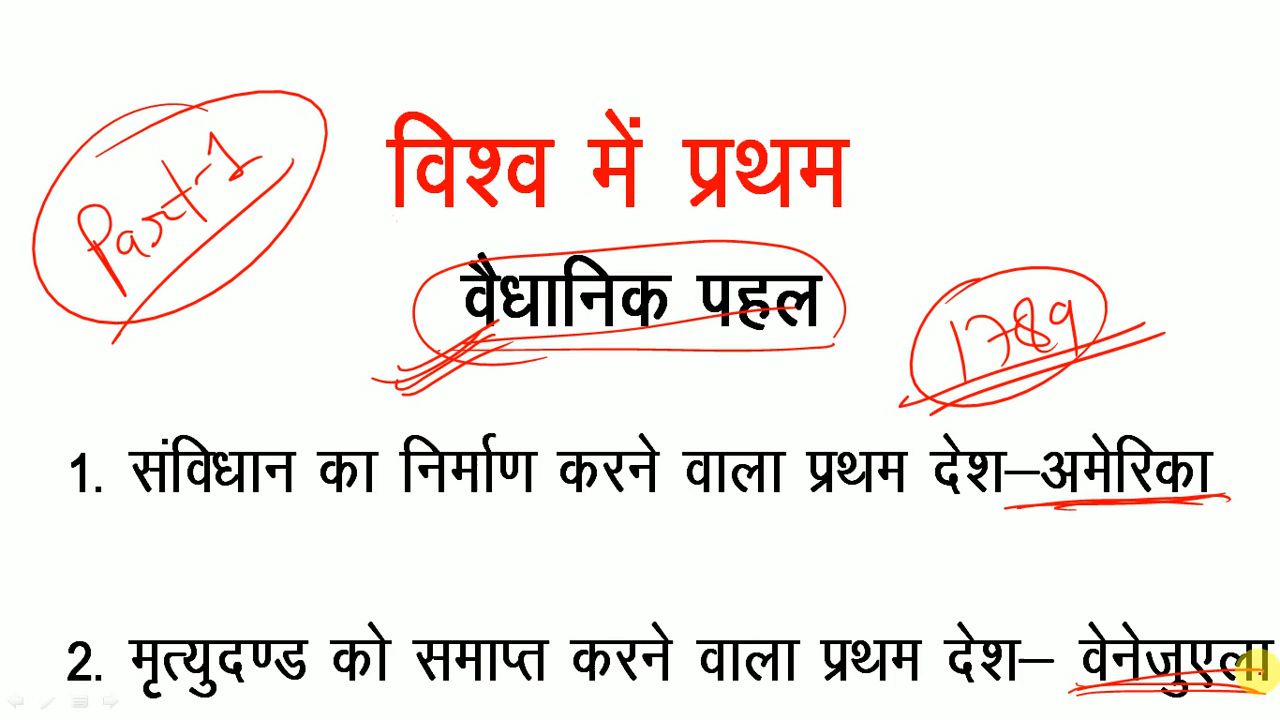 Part-1
विश्व में प्रथम
वैधानिक पहल
1789
1. संविधान का निर्माण करने वाला प्रथम देश–अमेरिका
2. मृत्युदण्ड को समाप्त करने वाला प्रथम देश– वेनेजुएला